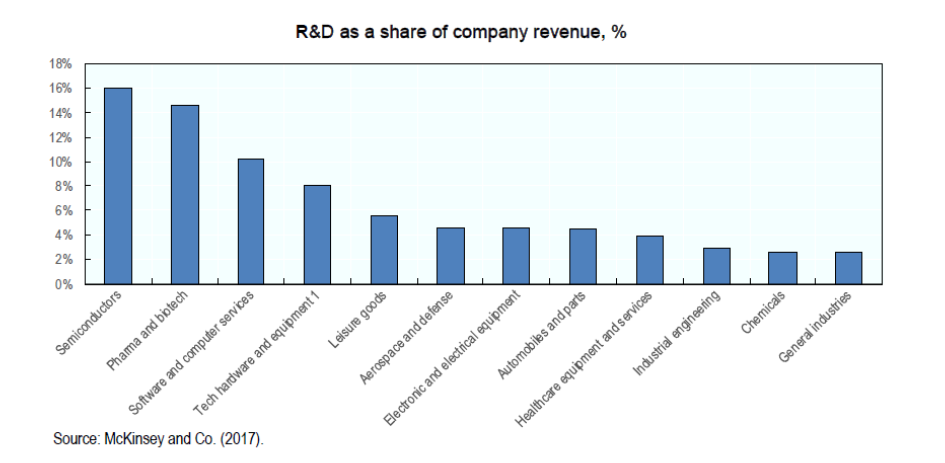 R&D as a share of company revenue, %
18%
16%
14%
12%
10%
8%
6%
4%
2%
0%
Semiconductors
Pharma and biotech
Software and computer services
Tech hardware and equipment 1
Leisure goods
Aerospace and defense
Electronic and electrical equipment
Automobiles and parts
Healthcare equipment and services
Industrial engineering
Chemicals
General industries
Source: McKinsey and Co. (2017).